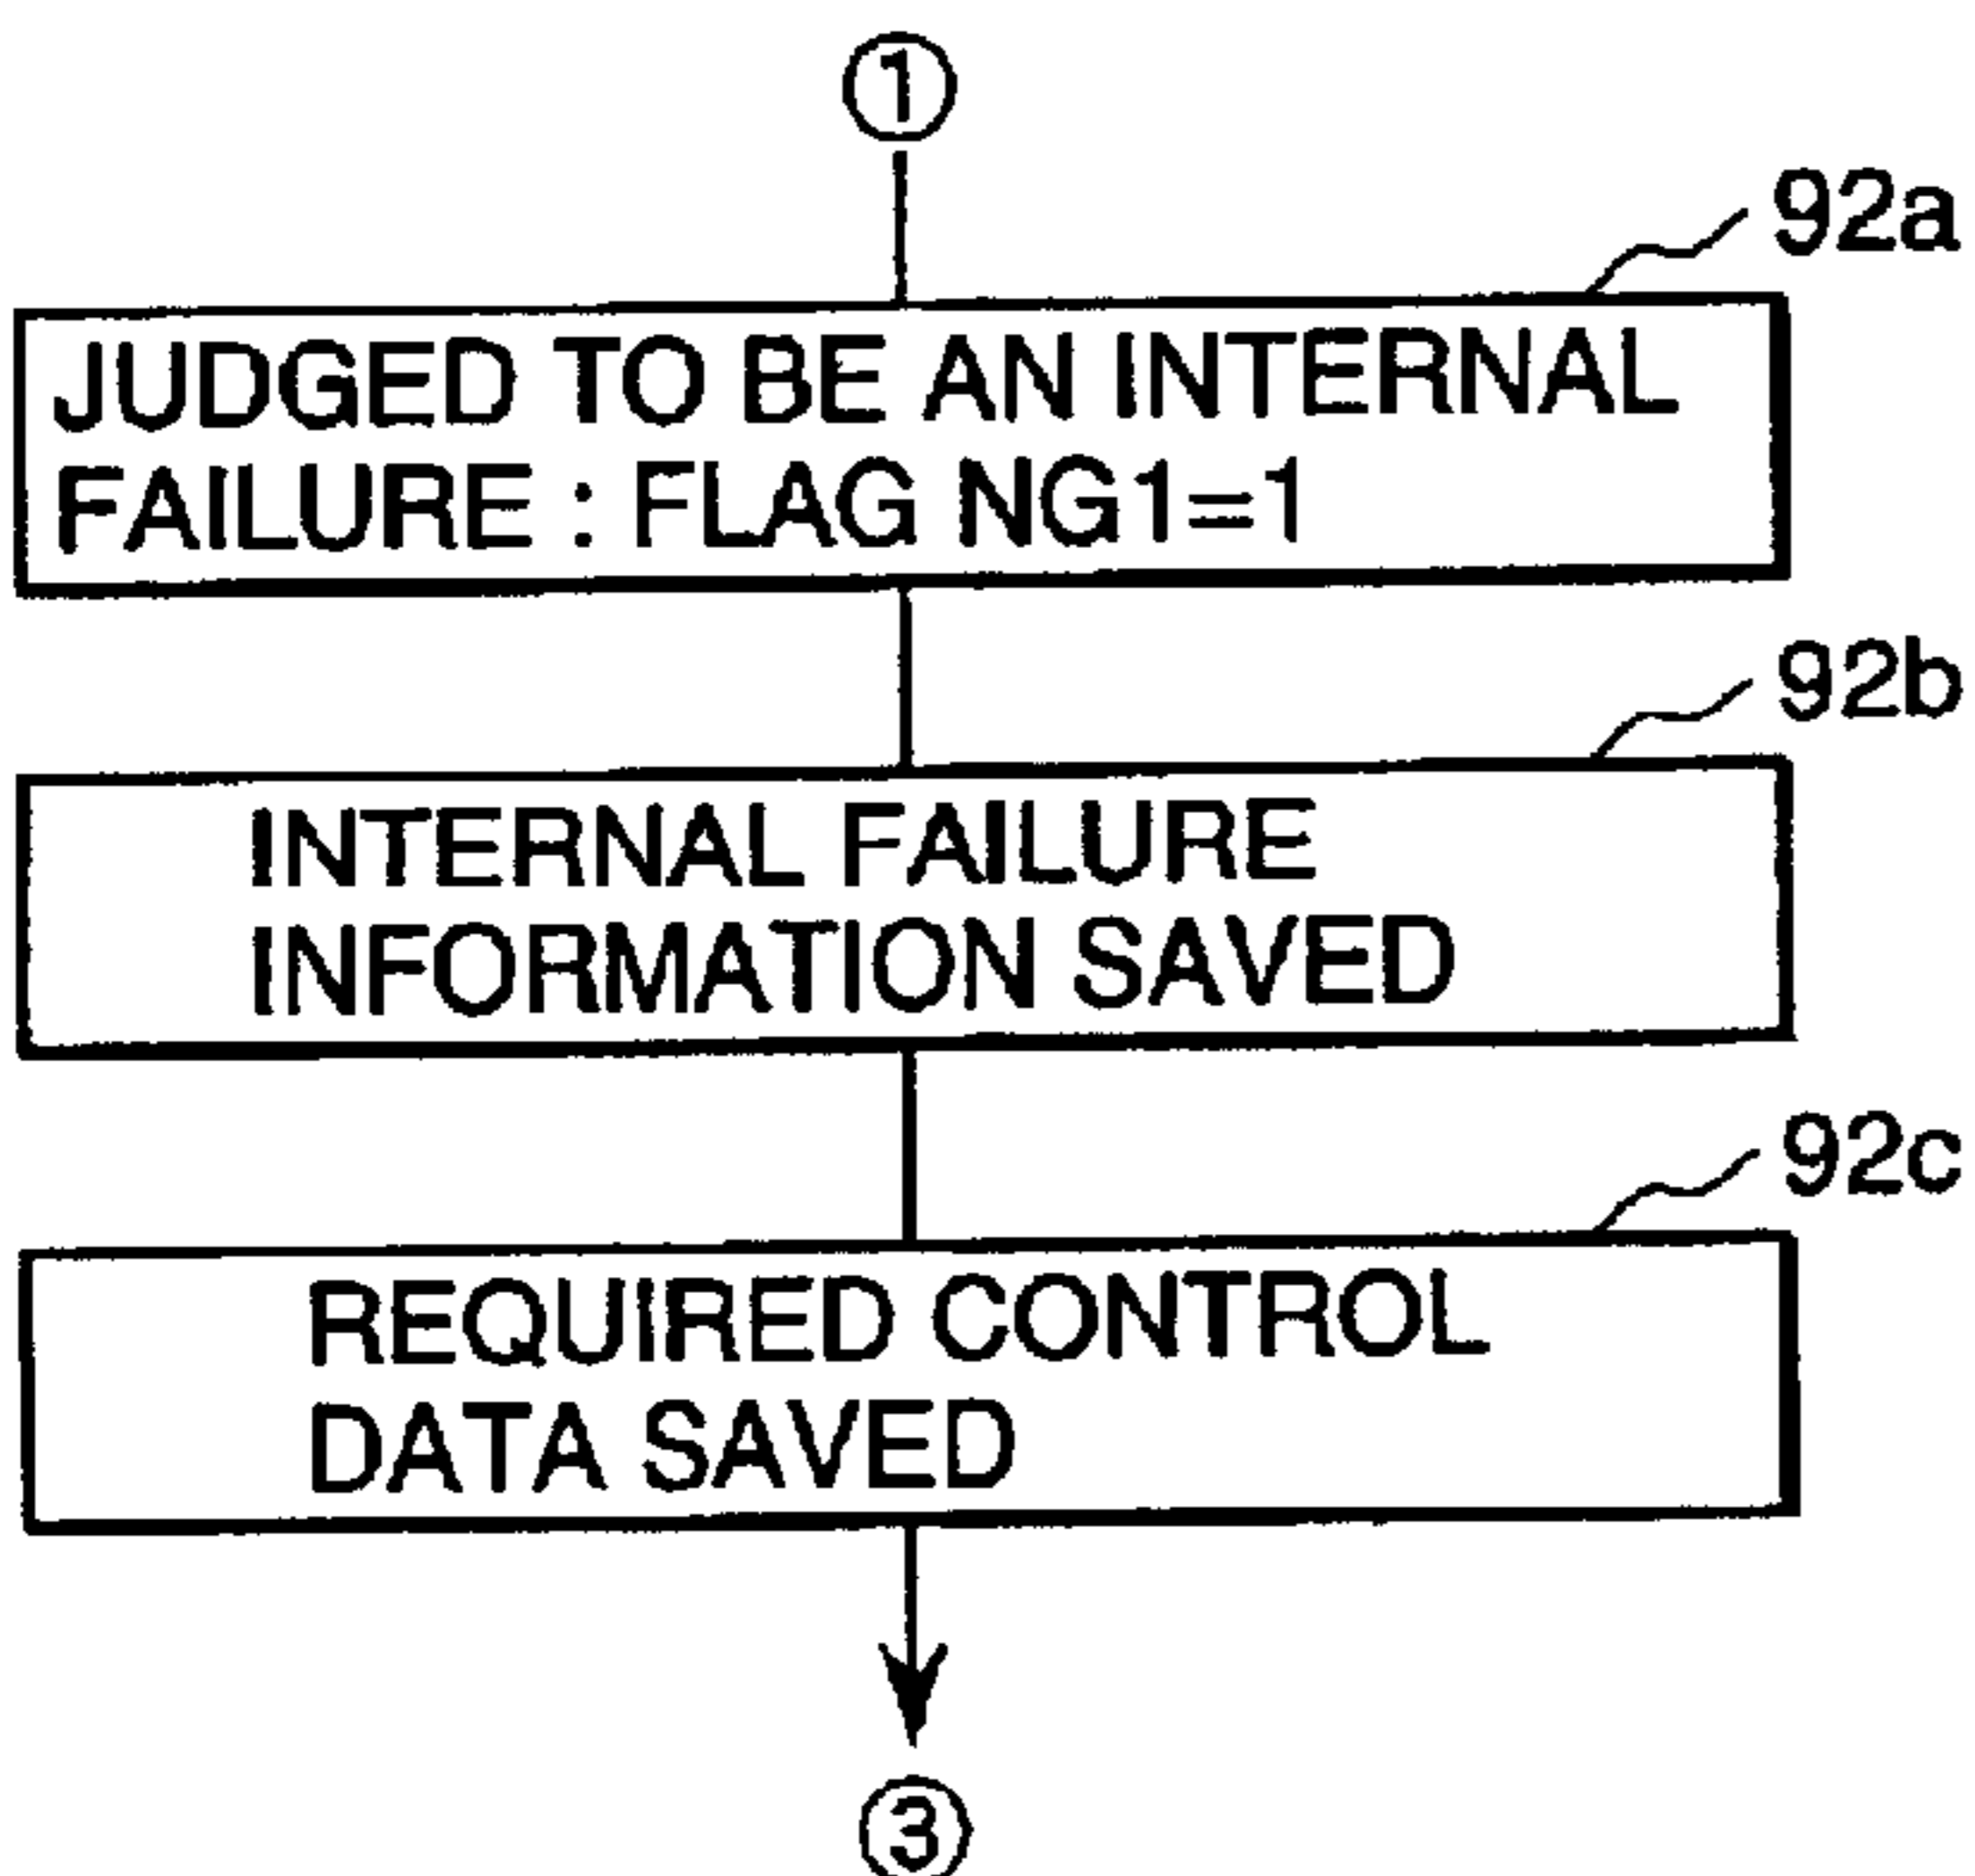 ①
92a
JUDGED TO BE AN INTERNAL
FAILURE : FLAG NG1=1
92b
INTERNAL FAILURE
INFORMATION SAVED
92c
REQUIRED CONTROL
DATA SAVED
③